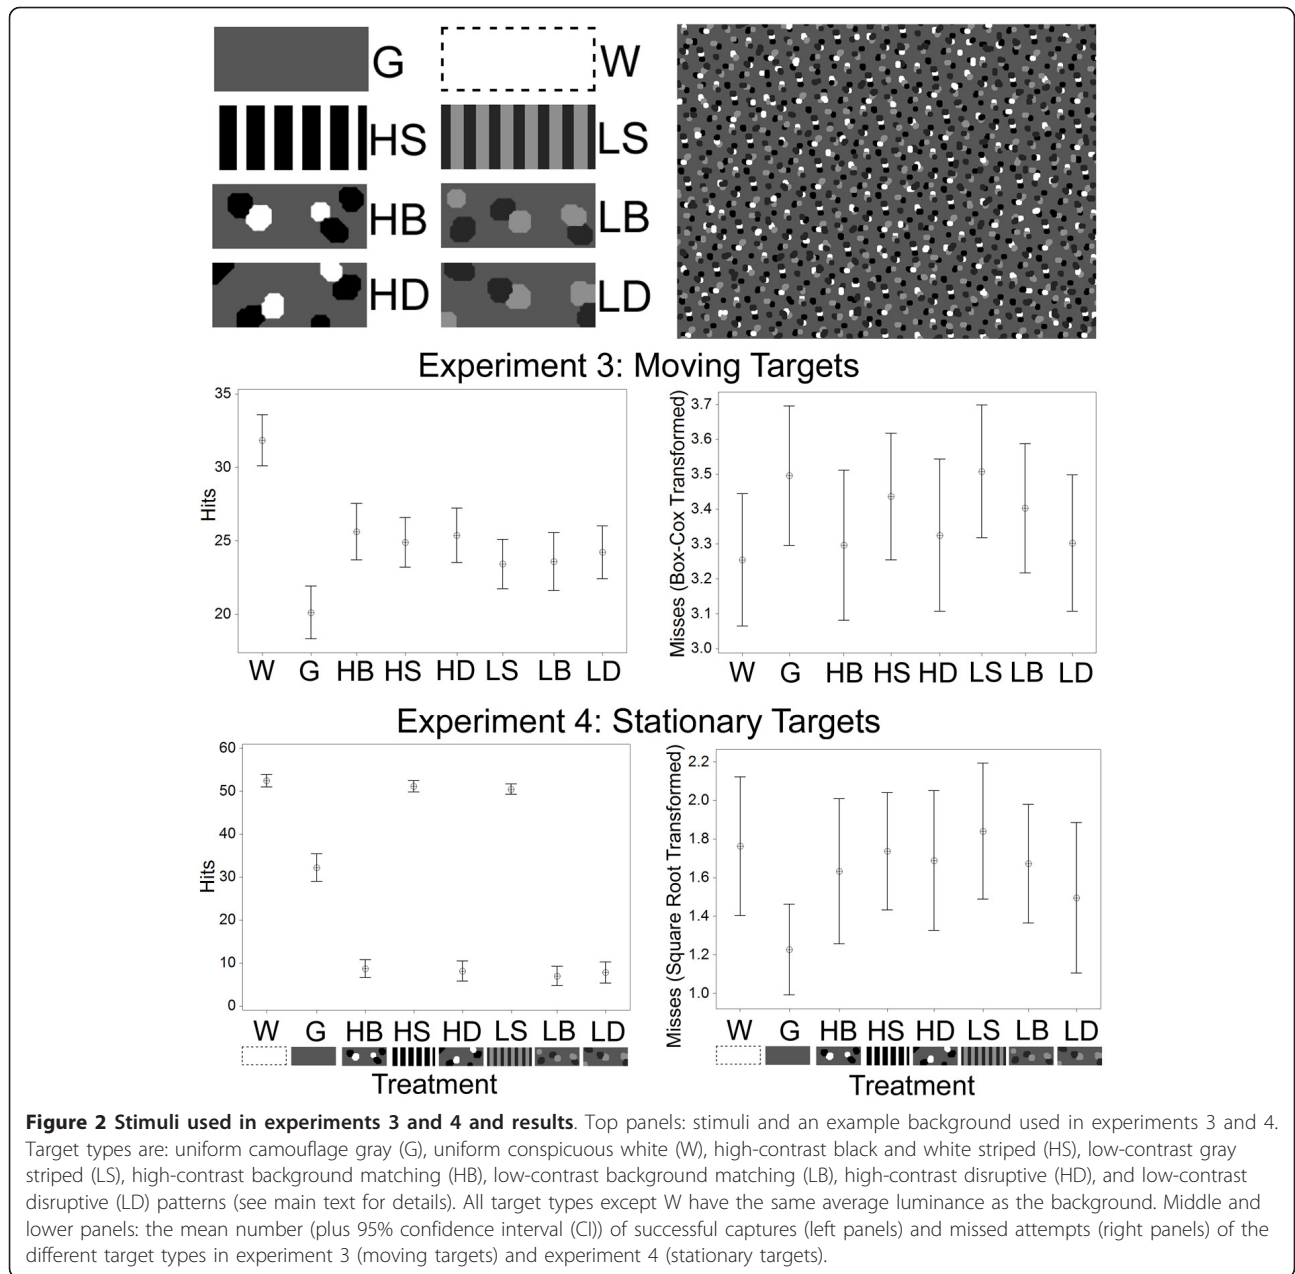 G W
HS LS
HB LB
HD LD
Experiment 3: Moving Targets
Hits
35
30
25
20
W G HB HS HD LS LB LD
Misses (Box-Cox Transformed)
3.7
3.6
3.5
3.4
3.3
3.2
3.1
3.0
W G HB HS HD LS LB LD
Experiment 4: Stationary Targets
Hits
60
50
40
30
20
10
0
W G HB HS HD LS LB LD
Treatment
Misses (Square Root Transformed)
2.2
2.0
1.8
1.6
1.4
1.2
1.0
W G HB HS HD LS LB LD
Treatment
Figure 2 Stimuli used in experiments 3 and 4 and results. Top panels: stimuli and an example background used in experiments 3 and 4.
Target types are: uniform camouflage gray (G), uniform conspicuous white (W), high-contrast black and white striped (HS), low-contrast gray
striped (LS), high-contrast background matching (HB), low-contrast background matching (LB), high-contrast disruptive (HD), and low-contrast
disruptive (LD) patterns (see main text for details). All target types except W have the same average luminance as the background. Middle and
lower panels: the mean number (plus 95% confidence interval (CI)) of successful captures (left panels) and missed attempts (right panels) of the
different target types in experiment 3 (moving targets) and experiment 4 (stationary targets).